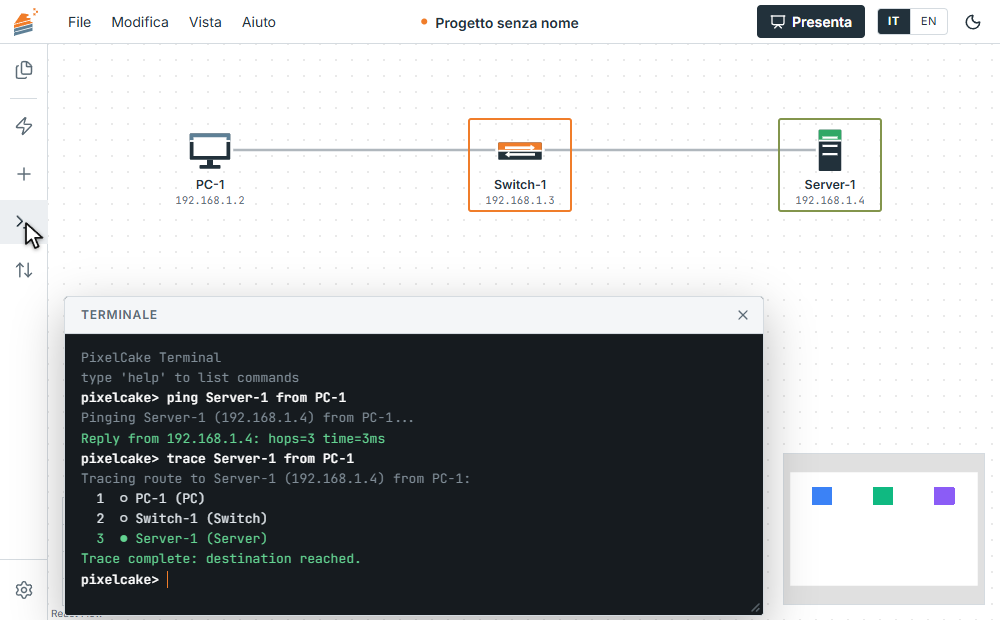 File Modifica Vista Aiuto
Progetto senza nome
Presenta
IT EN
PC-1
192.168.1.2
Switch-1
192.168.1.3
Server-1
192.168.1.4
TERMINALE
PixelCake Terminal
type 'help' to list commands
pixelcake> ping Server-1 from PC-1
Pinging Server-1 (192.168.1.4) from PC-1...
Reply from 192.168.1.4: hops=3 time=3ms
pixelcake> trace Server-1 from PC-1
Tracing route to Server-1 (192.168.1.4) from PC-1:
1 ○ PC-1 (PC)
2 ○ Switch-1 (Switch)
3 ● Server-1 (Server)
Trace complete: destination reached.
pixelcake>